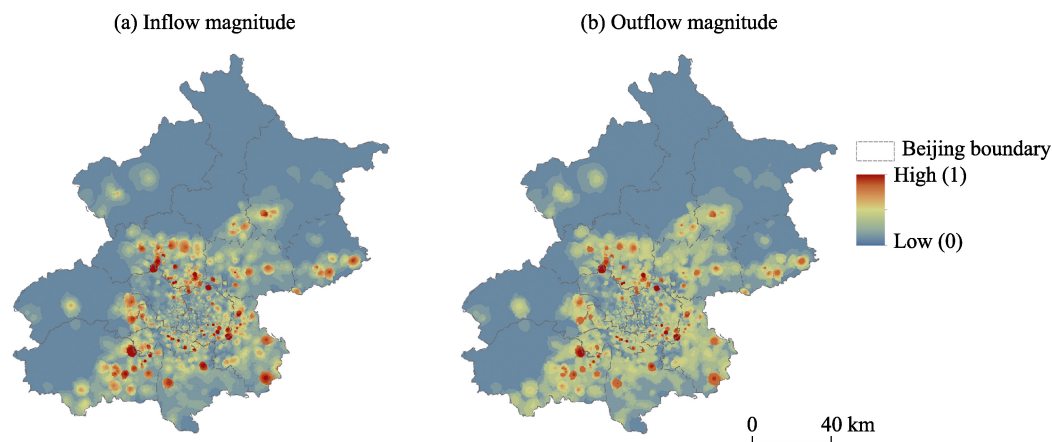 (a) Inflow magnitude
(b) Outflow magnitude
Beijing boundary
High (1)
Low (0)
0 40 km